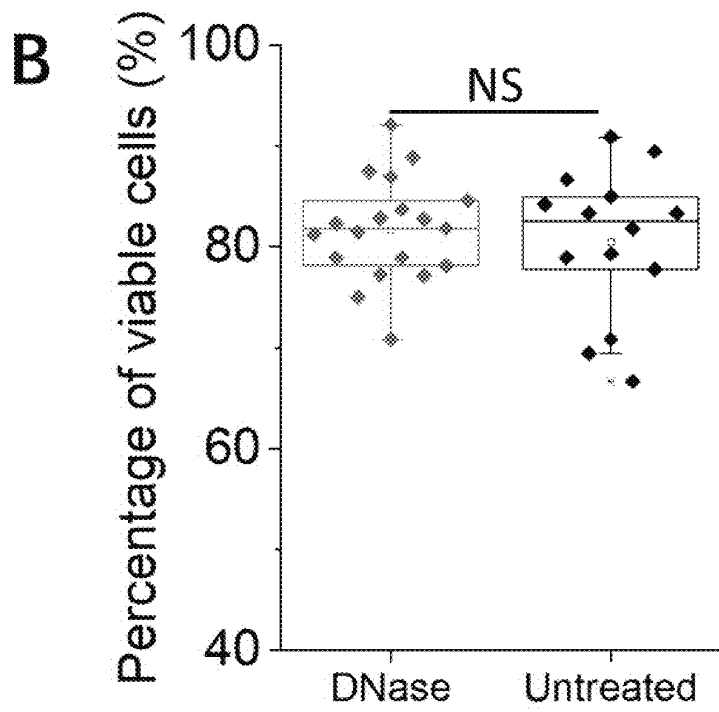 B
Percentage of viable cells (%)
100
80
60
40
NS
DNase
Untreated